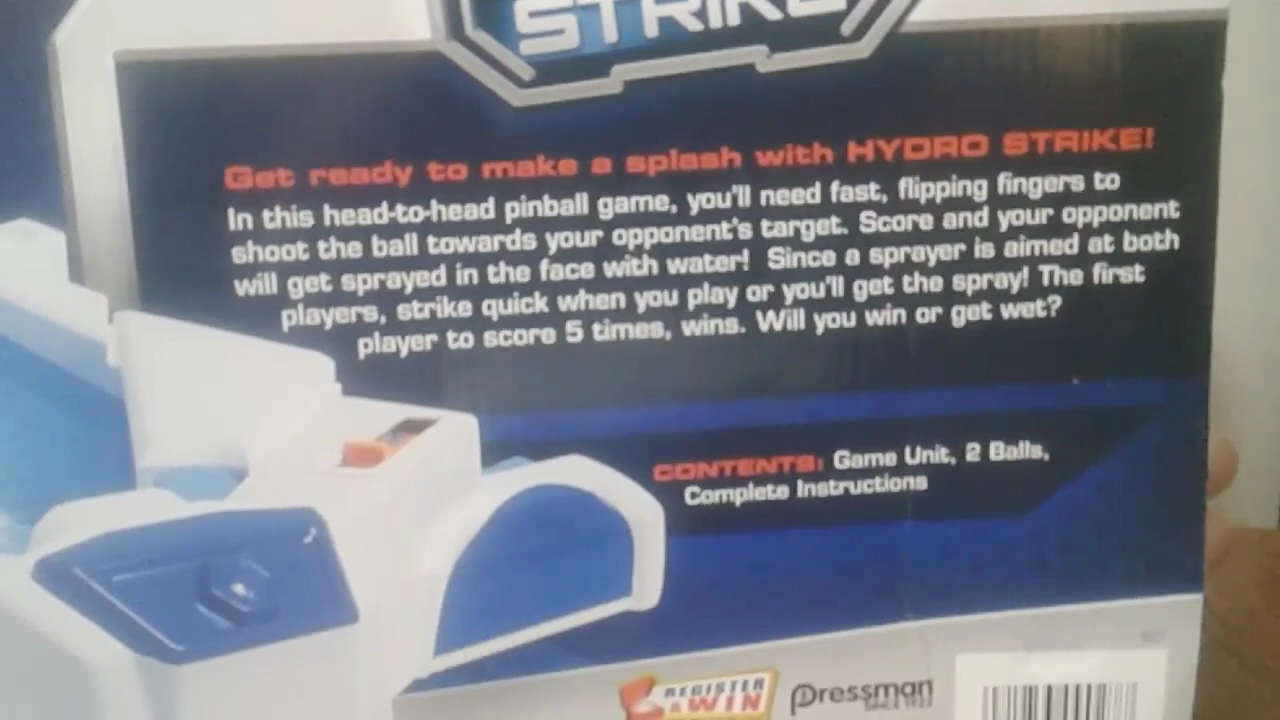 STRIKE
Get ready to make a splash with HYDRO STRIKE!
In this head-to-head pinball game, you'll need fast, flipping fingers to
shoot the ball towards your opponent's target. Score and your opponent
will get sprayed in the face with water! Since a sprayer is aimed at both
players, strike quick when you play or you'll get the spray! The first
player to score 5 times, wins. Will you win or get wet?
CONTENTS: Game Unit, 2 Balls,
Complete Instructions
REGISTER
& WIN
Pressman
SINCE 1922